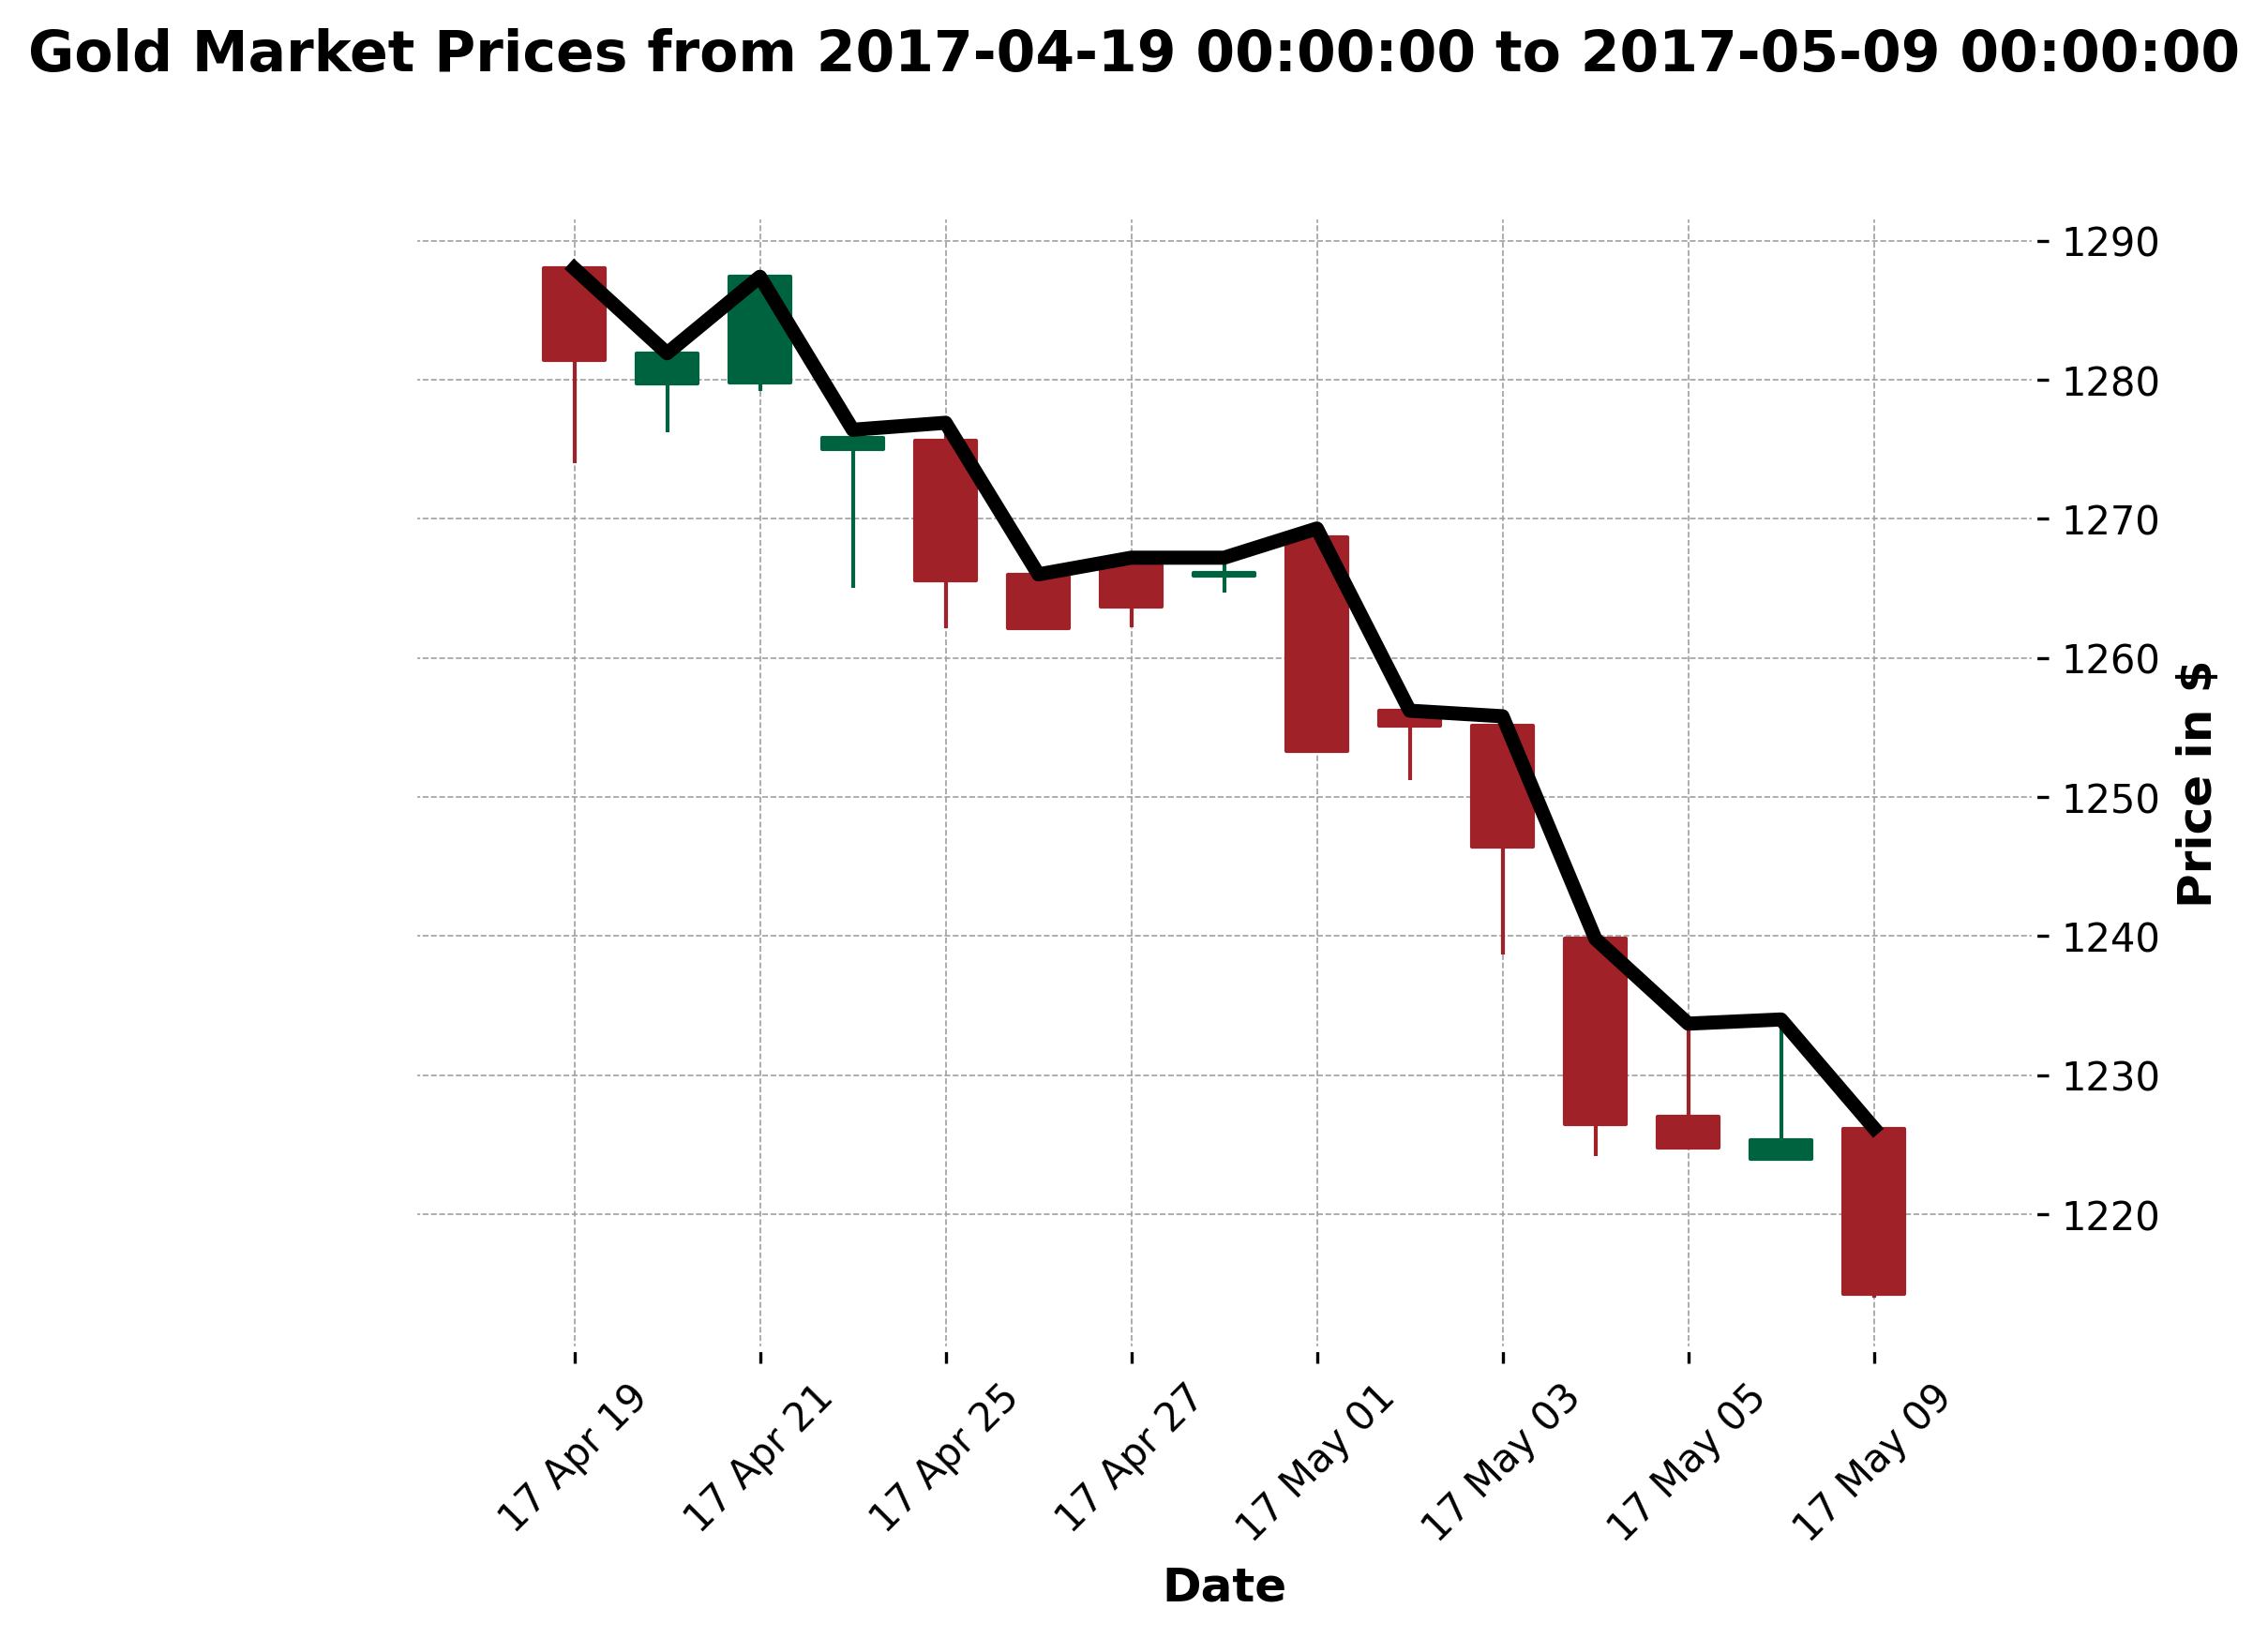 Gold Market Prices from 2017-04-19 00:00:00 to 2017-05-09 00:00:00
1290
1280
1270
1260
1250
1240
1230
1220
Price in $
17 Apr 19
17 Apr 21
17 Apr 25
17 Apr 27
17 May 01
17 May 03
17 May 05
17 May 09
Date